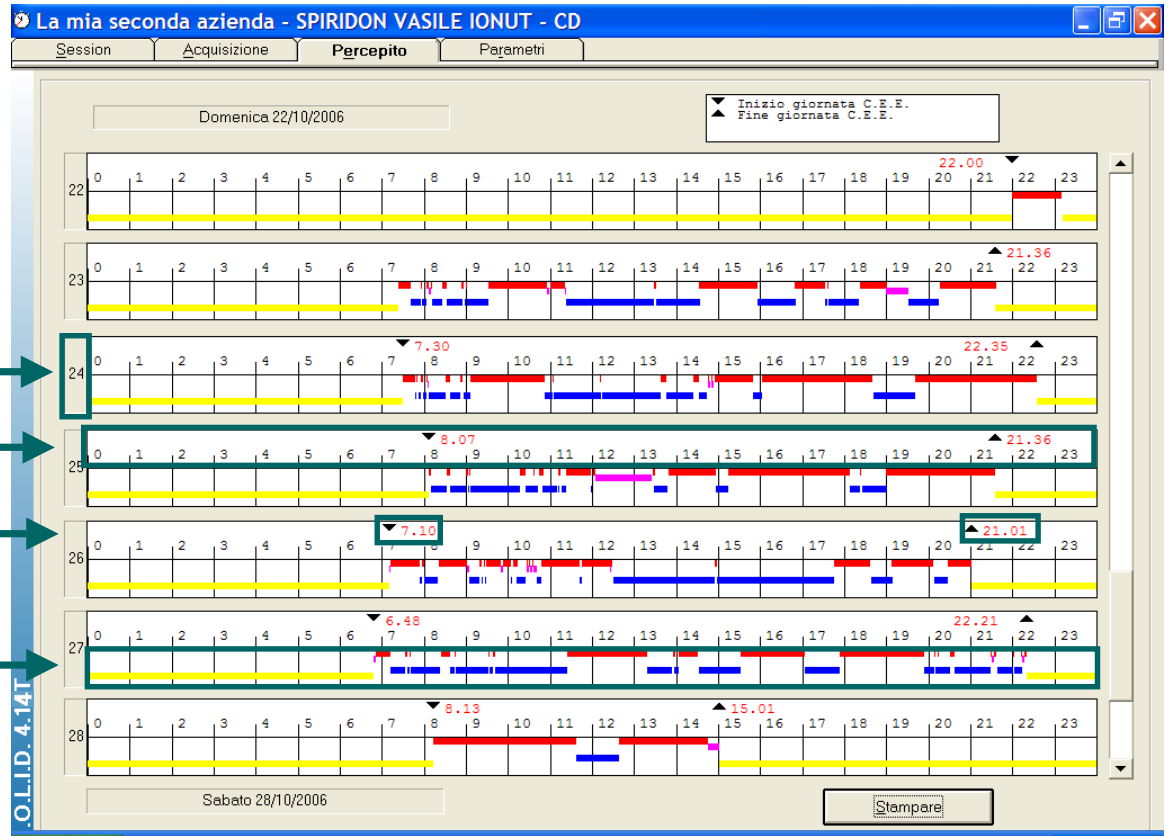 La mia seconda azienda - SPIRIDON VASILE IONUT - CD
Session Acquisizione Percepito Parametri
Domenica 22/10/2006
Inizio giornata C.E.E.
Fine giornata C.E.E.
22.00
22 0 1 2 3 4 5 6 7 8 9 10 11 12 13 14 15 16 17 18 19 20 21 22 23
21.36
23 0 1 2 3 4 5 6 7 8 9 10 11 12 13 14 15 16 17 18 19 20 21 22 23
7.30 22.35
24 0 1 2 3 4 5 6 7 8 9 10 11 12 13 14 15 16 17 18 19 20 21 22 23
8.07 21.36
25 0 1 2 3 4 5 6 7 8 9 10 11 12 13 14 15 16 17 18 19 20 21 22 23
7.10 21.01
26 0 1 2 3 4 5 6 7 8 9 10 11 12 13 14 15 16 17 18 19 20 21 22 23
6.48 22.21
27 0 1 2 3 4 5 6 7 8 9 10 11 12 13 14 15 16 17 18 19 20 21 22 23
8.13 15.01
28 0 1 2 3 4 5 6 7 8 9 10 11 12 13 14 15 16 17 18 19 20 21 22 23
Sabato 28/10/2006
Stampare
.O.L.I.D. 4.14T